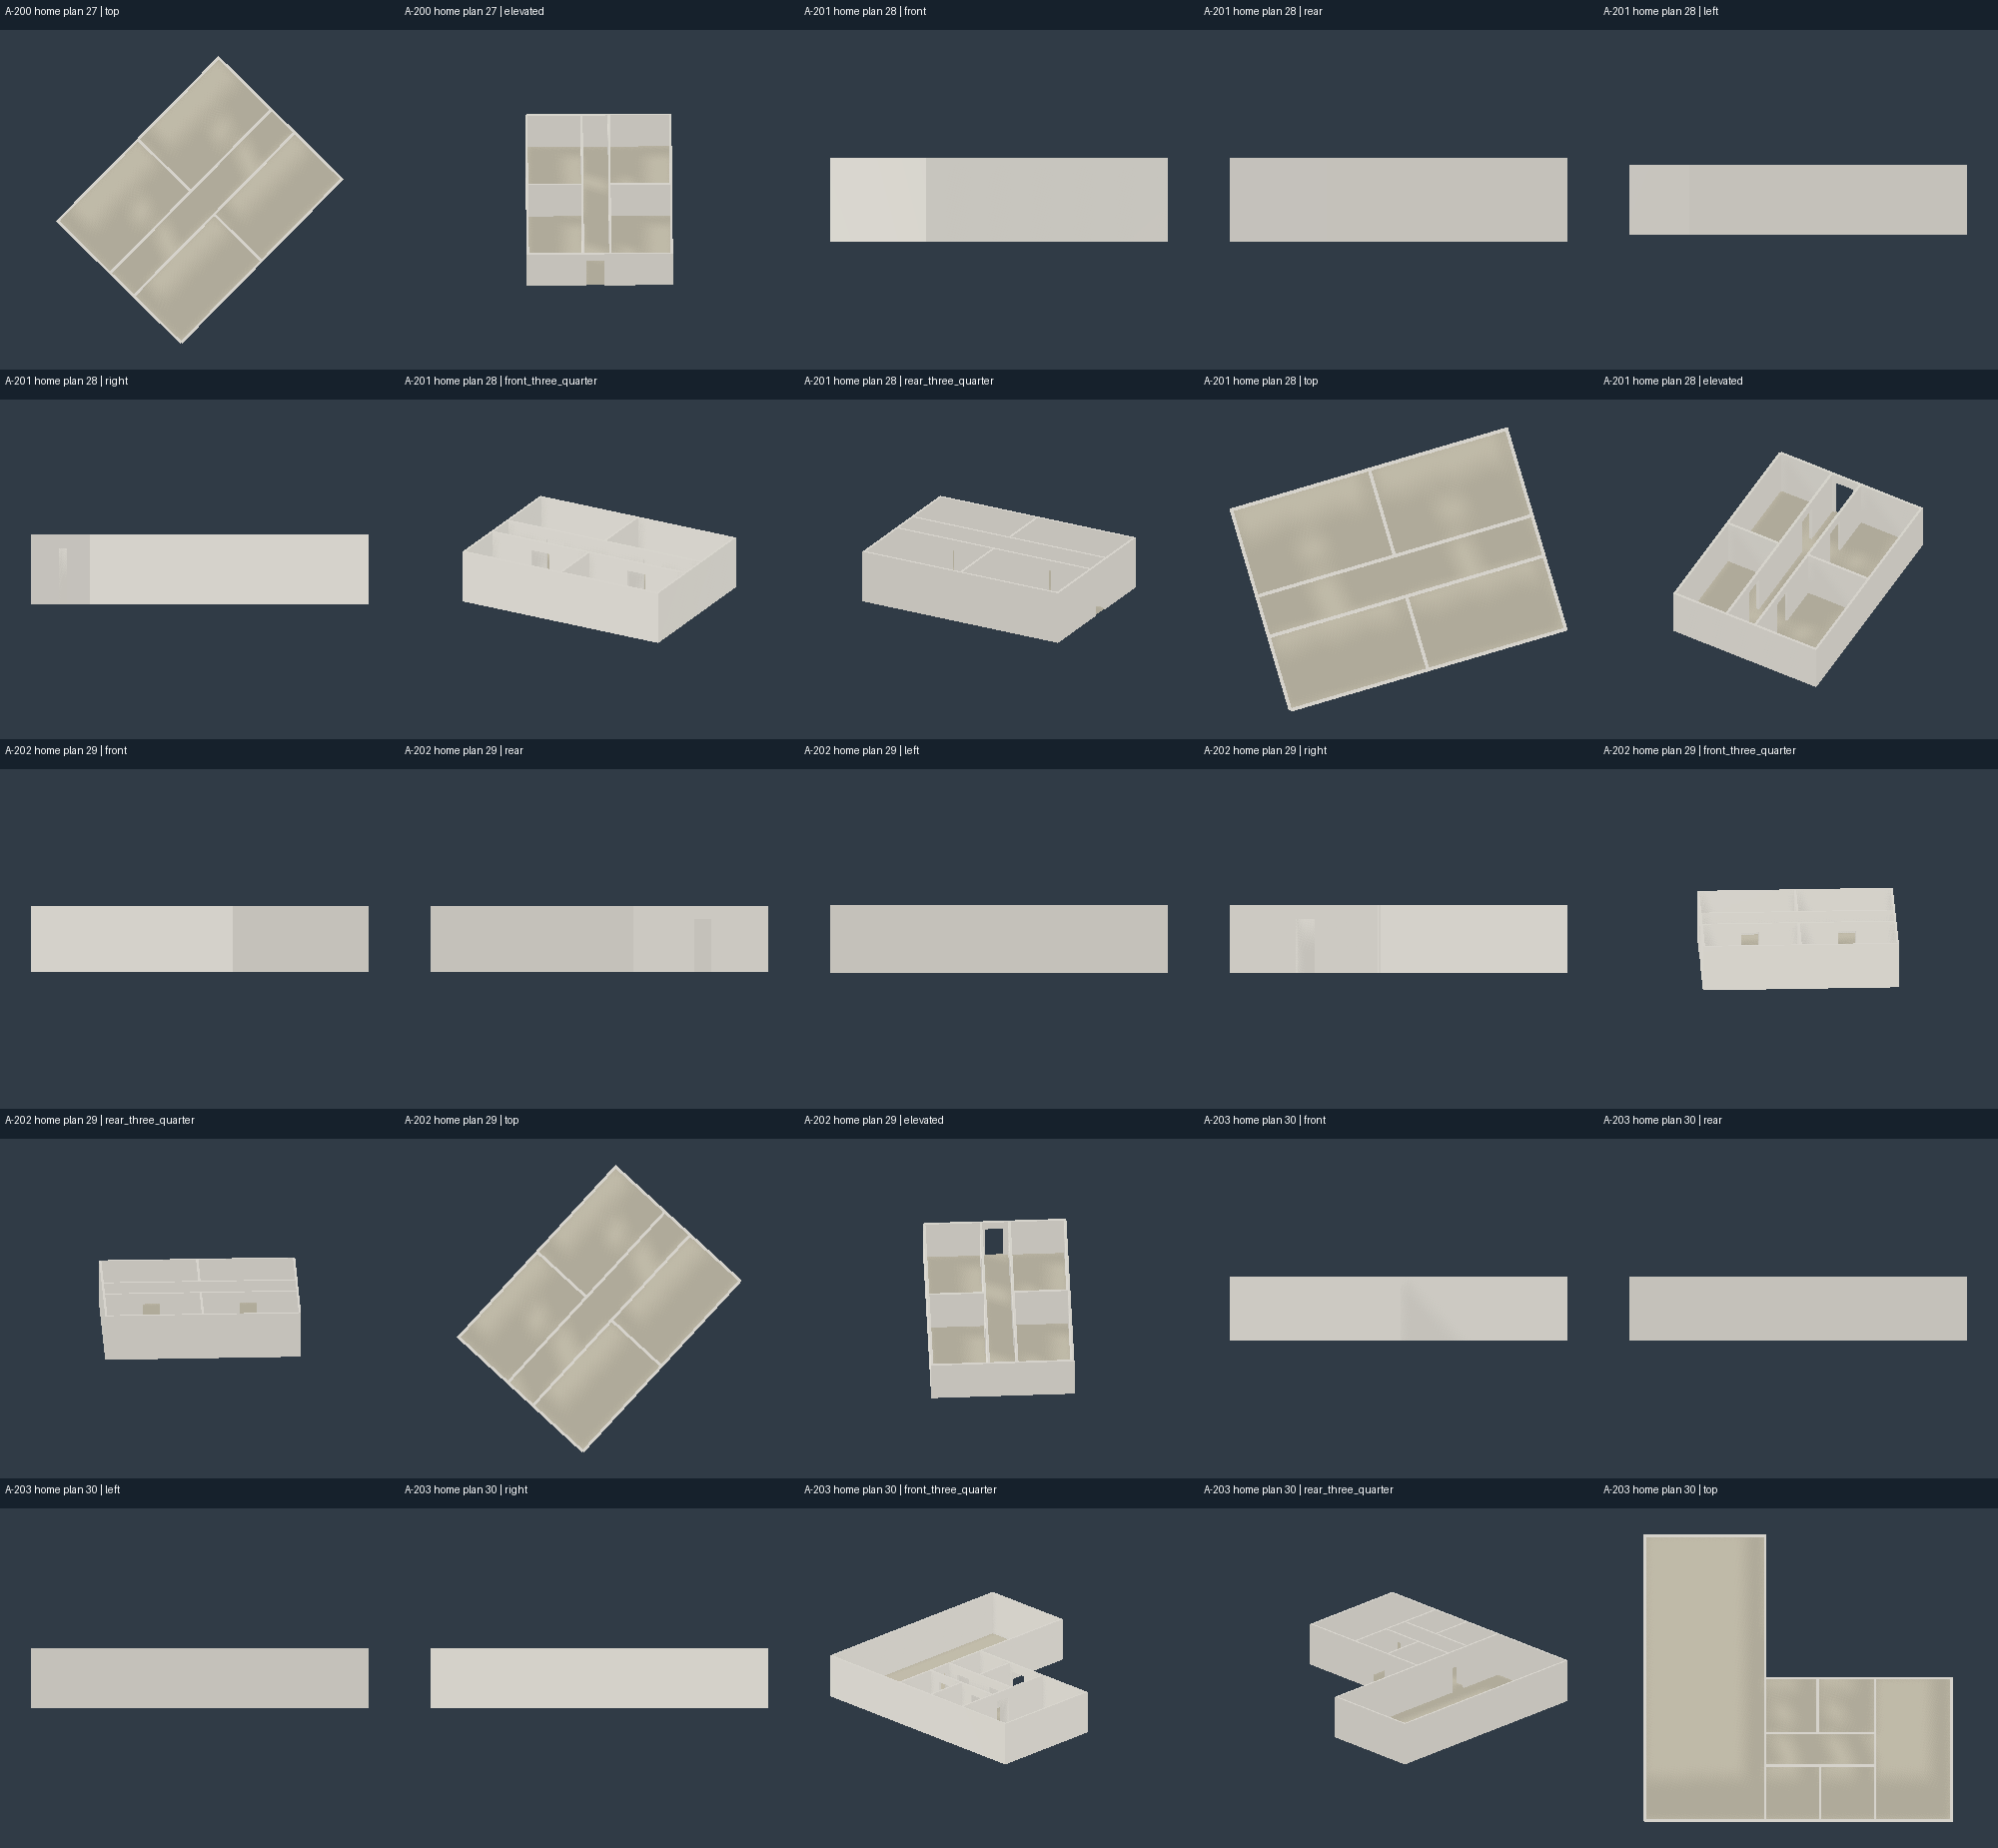 A-200 home plan 27 | top
A-200 home plan 27 | elevated
A-201 home plan 28 | front
A-201 home plan 28 | rear
A-201 home plan 28 | left
A-201 home plan 28 | right
A-201 home plan 28 | front_three_quarter
A-201 home plan 28 | rear_three_quarter
A-201 home plan 28 | top
A-201 home plan 28 | elevated
A-202 home plan 29 | front
A-202 home plan 29 | rear
A-202 home plan 29 | left
A-202 home plan 29 | right
A-202 home plan 29 | front_three_quarter
A-202 home plan 29 | rear_three_quarter
A-202 home plan 29 | top
A-202 home plan 29 | elevated
A-203 home plan 30 | front
A-203 home plan 30 | rear
A-203 home plan 30 | left
A-203 home plan 30 | right
A-203 home plan 30 | front_three_quarter
A-203 home plan 30 | rear_three_quarter
A-203 home plan 30 | top